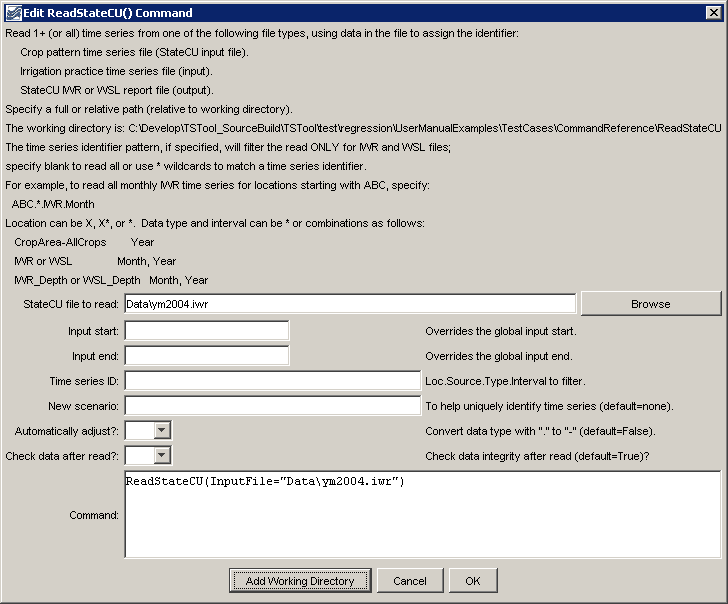 Edit ReadStateCU() Command
Read 1+ (or all) time series from one of the following file types, using data in the file to assign the identifier:
Crop pattern time series file (StateCU input file).
Irrigation practice time series file (input).
StateCU IWR or WSL report file (output).
Specify a full or relative path (relative to working directory).
The working directory is: C:\Develop\TSTool_SourceBuild\TSTool\test\regression\UserManualExamples\TestCases\CommandReference\ReadStateCU
The time series identifier pattern, if specified, will filter the read ONLY for IWR and WSL files;
specify blank to read all or use * wildcards to match a time series identifier.
For example, to read all monthly IWR time series for locations starting with ABC, specify:
ABC.*.IWR.Month
Location can be X, X*, or *. Data type and interval can be * or combinations as follows:
CropArea-AllCrops Year
IWR or WSL Month, Year
IWR_Depth or WSL_Depth Month, Year
StateCU file to read: Data\ym2004.iwr Browse
Input start: Overrides the global input start.
Input end: Overrides the global input end.
Time series ID: Loc.Source.Type.Interval to filter.
New scenario: To help uniquely identify time series (default=none).
Automatically adjust?: Convert data type with "." to "-" (default=False).
Check data after read?: Check data integrity after read (default=True)?
Command: ReadStateCU(InputFile="Data\ym2004.iwr")
Add Working Directory Cancel OK